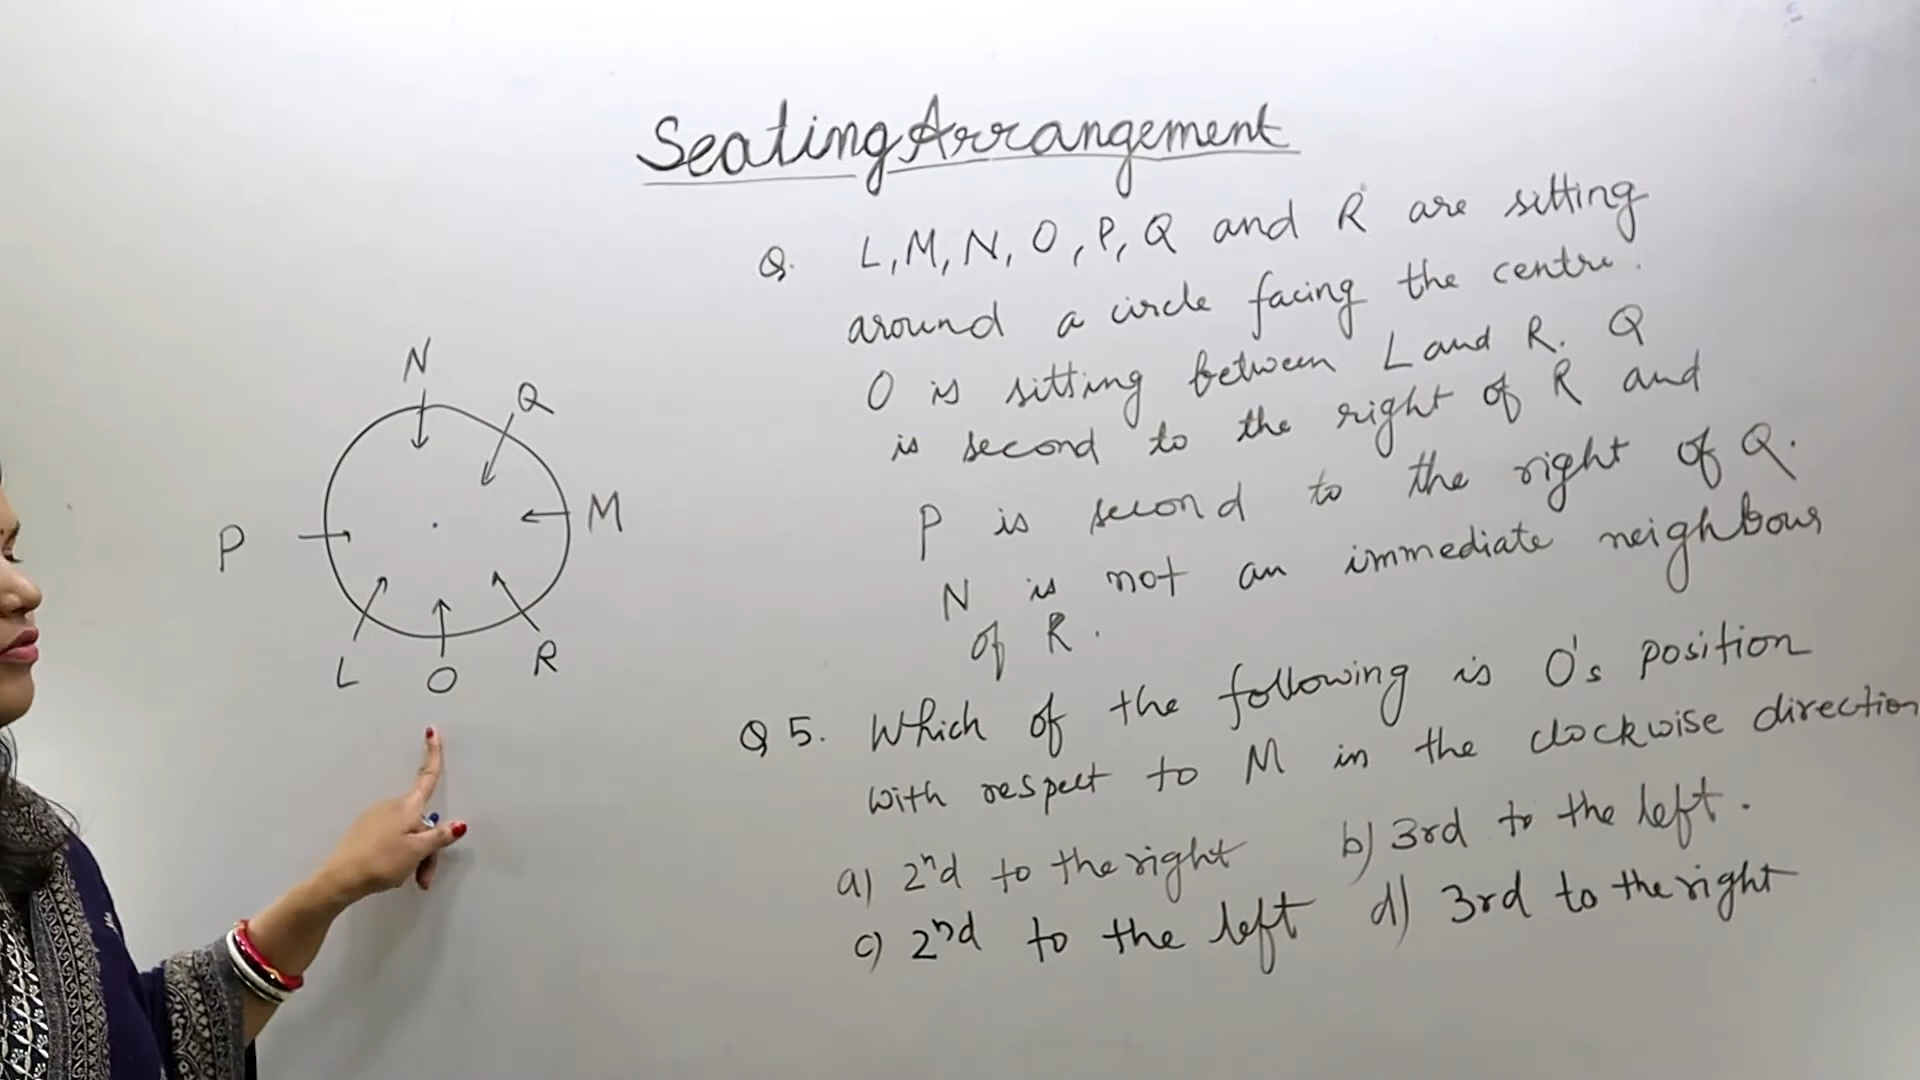 Seating Arrangement
Q. L, M, N, O, P, Q and R are sitting
around a circle facing the centre.
O is sitting between L and R. Q
is second to the right of R and
P is second to the right of Q.
N is not an immediate neighbour
of R.
Q 5. Which of the following is O's position
with respect to M in the clockwise direction
a) 2nd to the right b) 3rd to the left.
c) 2nd to the left d) 3rd to the right
N
Q
P
M
L
O
R